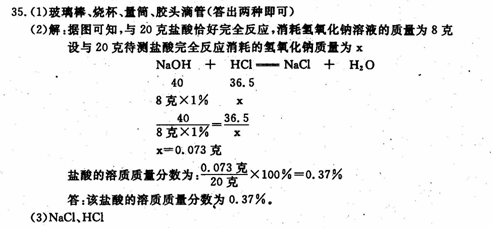 35.(1)玻璃棒、烧杯、量筒、胶头滴管(答出两种即可)
(2)解:据图可知,与20克盐酸恰好完全反应,消耗氢氧化钠溶液的质量为8克
设与20克待测盐酸完全反应消耗的氢氧化钠质量为x
NaOH + HCl══NaCl + H₂O
40 36.5
8克×1% x
40/8克×1%=36.5/x
x=0.073克
盐酸的溶质质量分数为:0.073克/20克×100%=0.37%
答:该盐酸的溶质质量分数为0.37%。
(3)NaCl、HCl